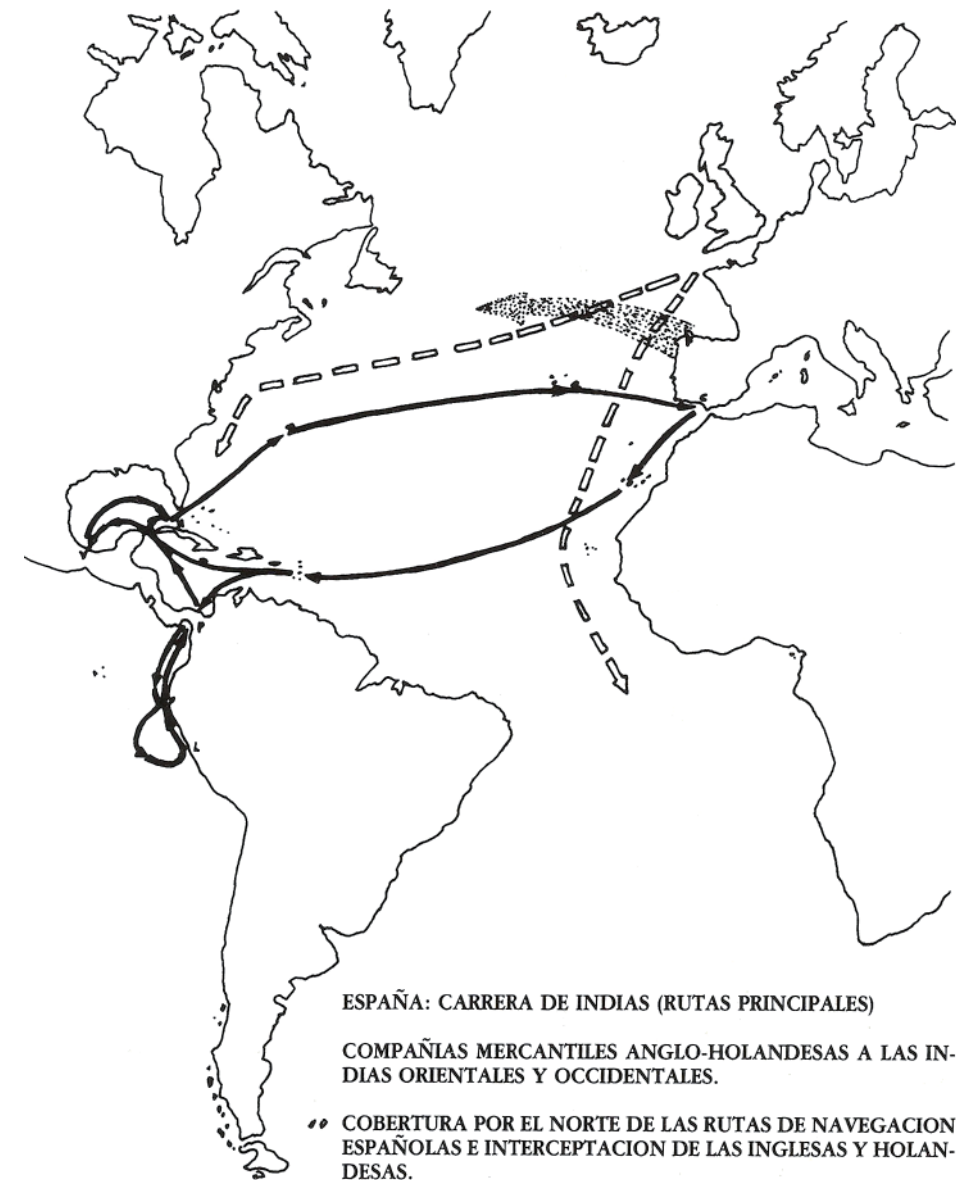 C
P
L
ESPAÑA: CARRERA DE INDIAS (RUTAS PRINCIPALES)
COMPAÑIAS MERCANTILES ANGLO-HOLANDESAS A LAS IN-
DIAS ORIENTALES Y OCCIDENTALES.
COBERTURA POR EL NORTE DE LAS RUTAS DE NAVEGACION
ESPAÑOLAS E INTERCEPTACION DE LAS INGLESAS Y HOLAN-
DESAS.